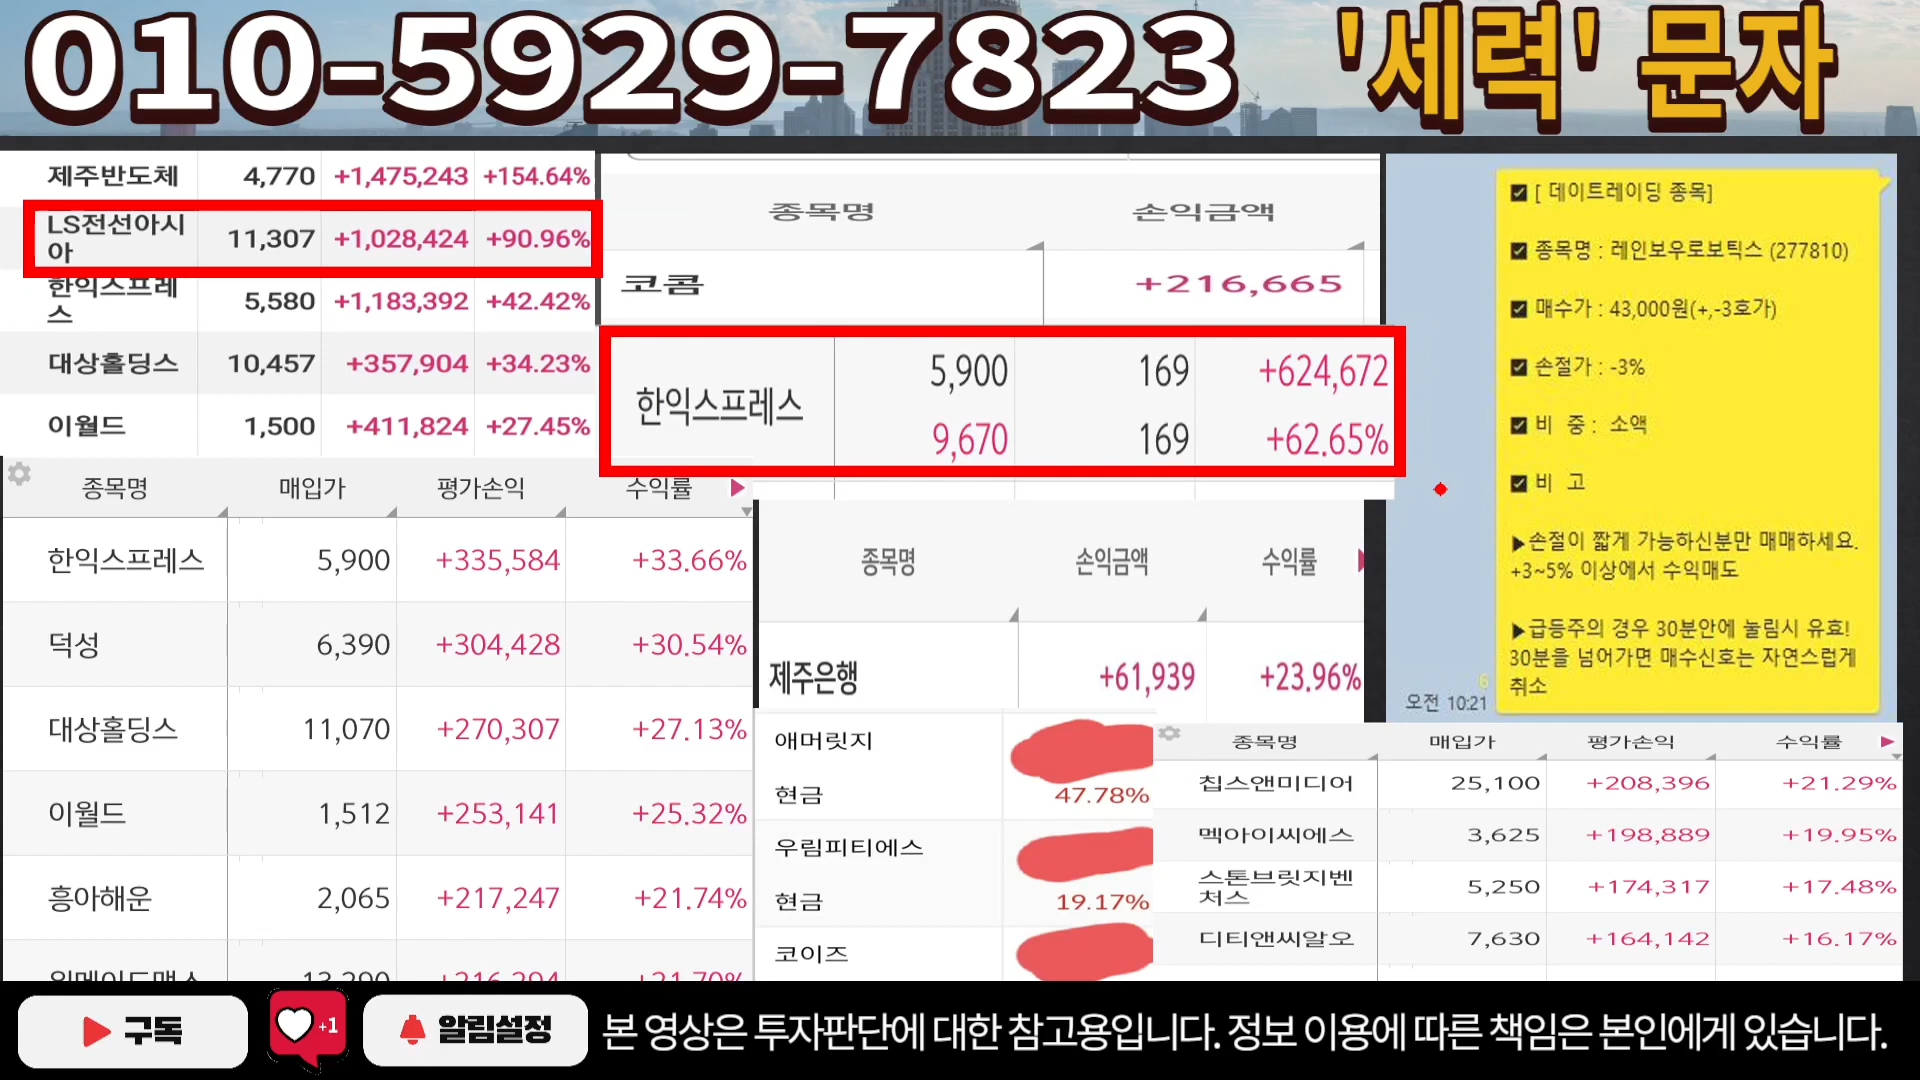 010-5929-7823 '세력' 문자
제주반도체 4,770 +1,475,243 +154.64%
LS전선아시아 11,307 +1,028,424 +90.96%
한익스프레스 5,580 +1,183,392 +42.42%
대상홀딩스 10,457 +357,904 +34.23%
이월드 1,500 +411,824 +27.45%
종목명 손익금액
코콤 +216,665
한익스프레스 5,900 169 +624,672
9,670 169 +62.65%
[ 데이트레이딩 종목]
종목명 : 레인보우로보틱스 (277810)
매수가 : 43,000원(+,-3호가)
손절가 : -3%
비 중 : 소액
비 고
▶손절이 짧게 가능하신분만 매매하세요.
+3~5% 이상에서 수익매도
▶급등주의 경우 30분안에 눌림시 유효!
30분을 넘어가면 매수신호는 자연스럽게
취소
6
오전 10:21
종목명 매입가 평가손익 수익률
한익스프레스 5,900 +335,584 +33.66%
덕성 6,390 +304,428 +30.54%
대상홀딩스 11,070 +270,307 +27.13%
이월드 1,512 +253,141 +25.32%
흥아해운 2,065 +217,247 +21.74%
종목명 손익금액 수익률
제주은행 +61,939 +23.96%
애머릿지
현금 47.78%
우림피티에스
현금 19.17%
코이즈
종목명 매입가 평가손익 수익률
칩스앤미디어 25,100 +208,396 +21.29%
멕아이씨에스 3,625 +198,889 +19.95%
스톤브릿지벤처스 5,250 +174,317 +17.48%
디티앤씨알오 7,630 +164,142 +16.17%
구독 +1 알림설정 본 영상은 투자판단에 대한 참고용입니다. 정보 이용에 따른 책임은 본인에게 있습니다.